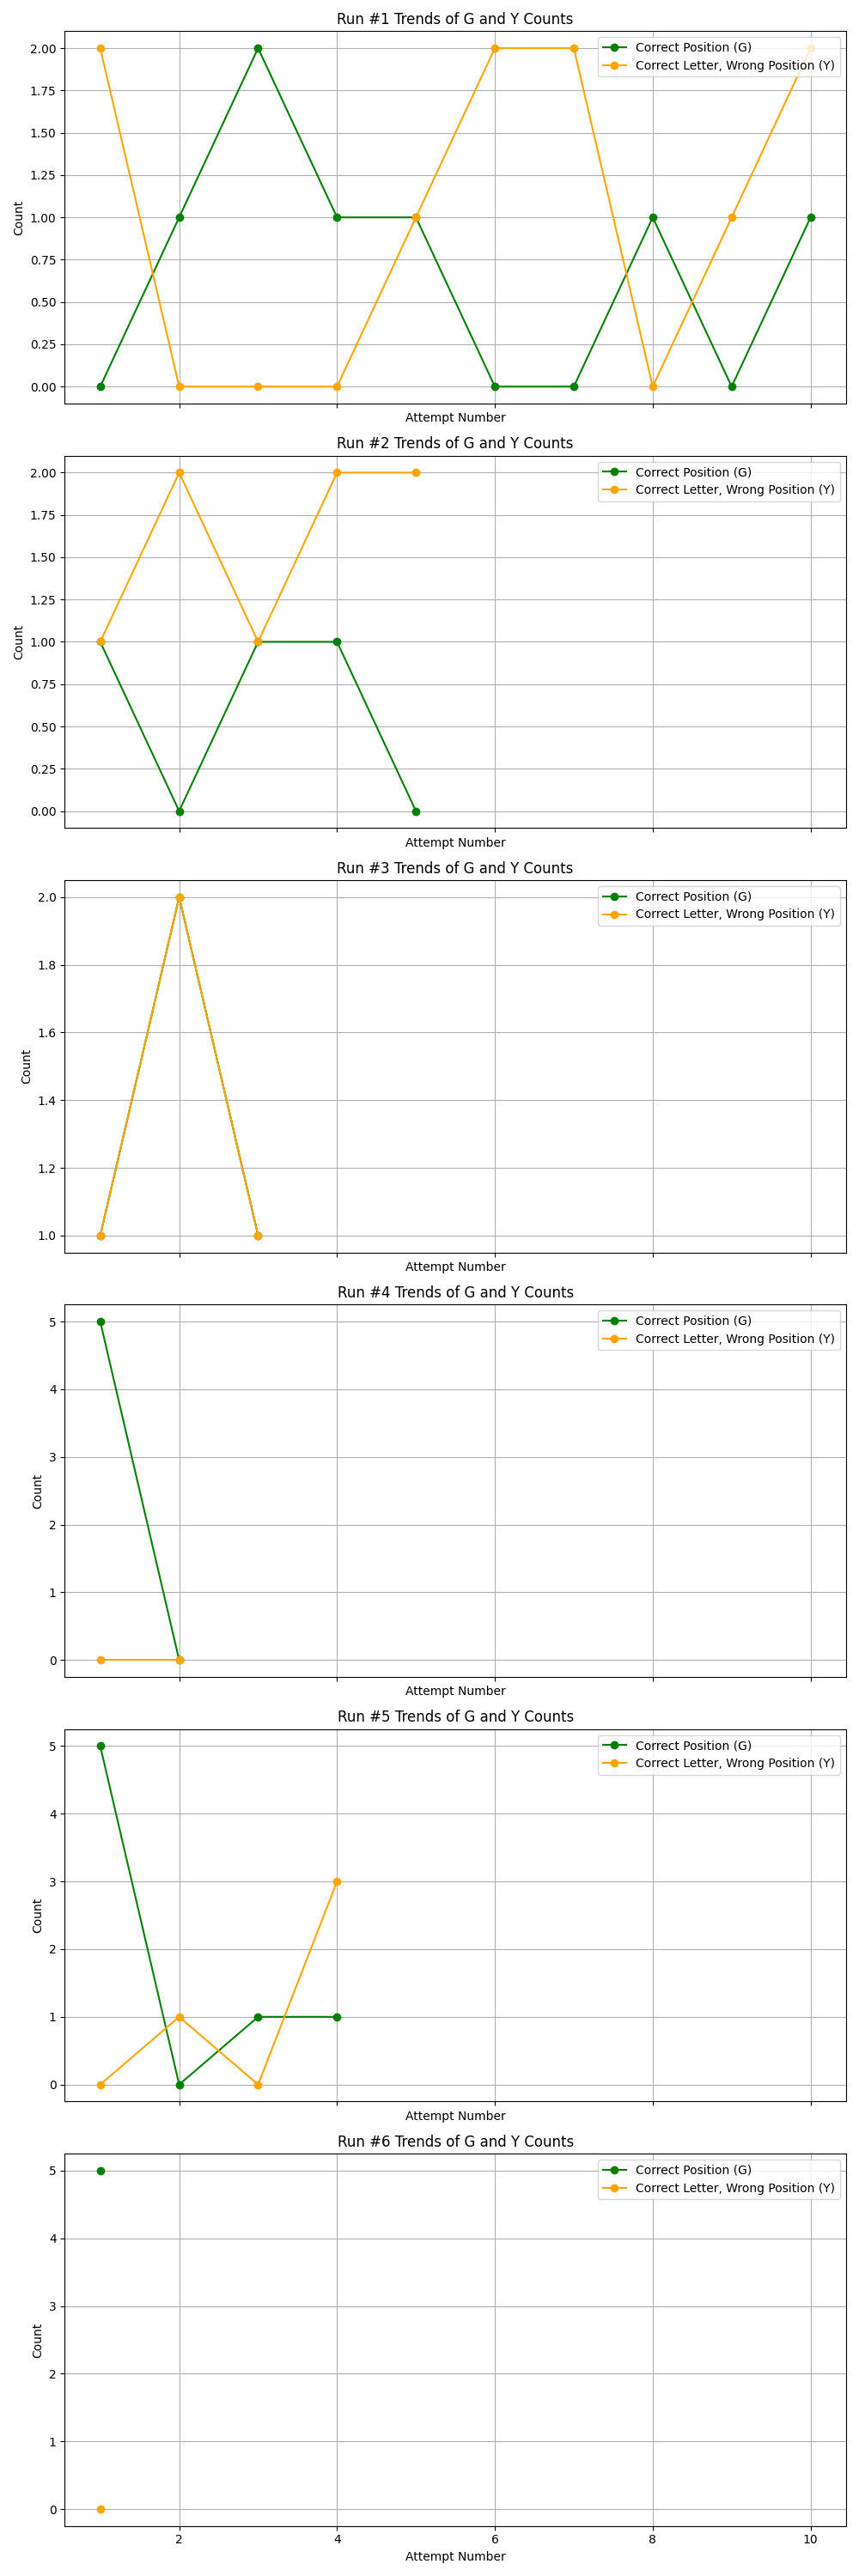 Run #1 Trends of G and Y Counts
Correct Position (G)
Correct Letter, Wrong Position (Y)
2.00
1.75
1.50
1.25
1.00
0.75
0.50
0.25
0.00
Count
Attempt Number
Run #2 Trends of G and Y Counts
Correct Position (G)
Correct Letter, Wrong Position (Y)
2.00
1.75
1.50
1.25
1.00
0.75
0.50
0.25
0.00
Count
Attempt Number
Run #3 Trends of G and Y Counts
Correct Position (G)
Correct Letter, Wrong Position (Y)
2.0
1.8
1.6
1.4
1.2
1.0
Count
Attempt Number
Run #4 Trends of G and Y Counts
Correct Position (G)
Correct Letter, Wrong Position (Y)
5
4
3
2
1
0
Count
Attempt Number
Run #5 Trends of G and Y Counts
Correct Position (G)
Correct Letter, Wrong Position (Y)
5
4
3
2
1
0
Count
Attempt Number
Run #6 Trends of G and Y Counts
Correct Position (G)
Correct Letter, Wrong Position (Y)
5
4
3
2
1
0
Count
2 4 6 8 10
Attempt Number